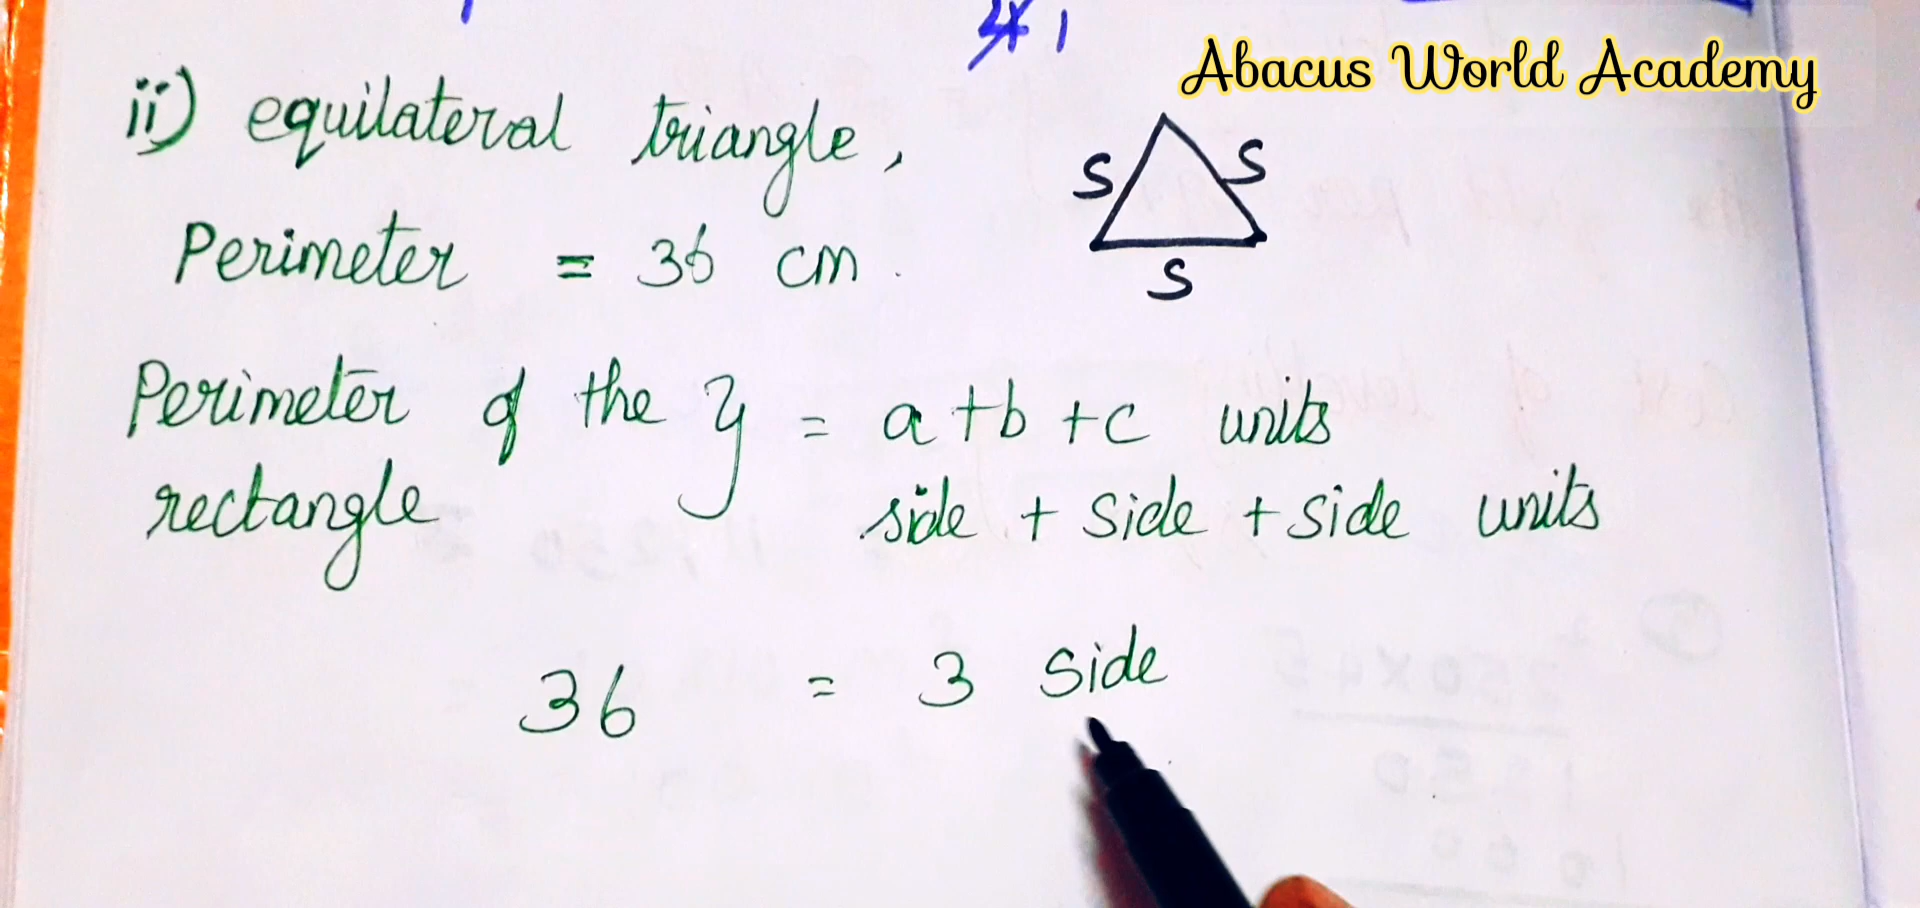 Abacus World Academy
ii) equilateral triangle,
S S
S
Perimeter = 36 cm.
Perimeter of the } = a + b + c units
rectangle side + side + side units
36 = 3 side